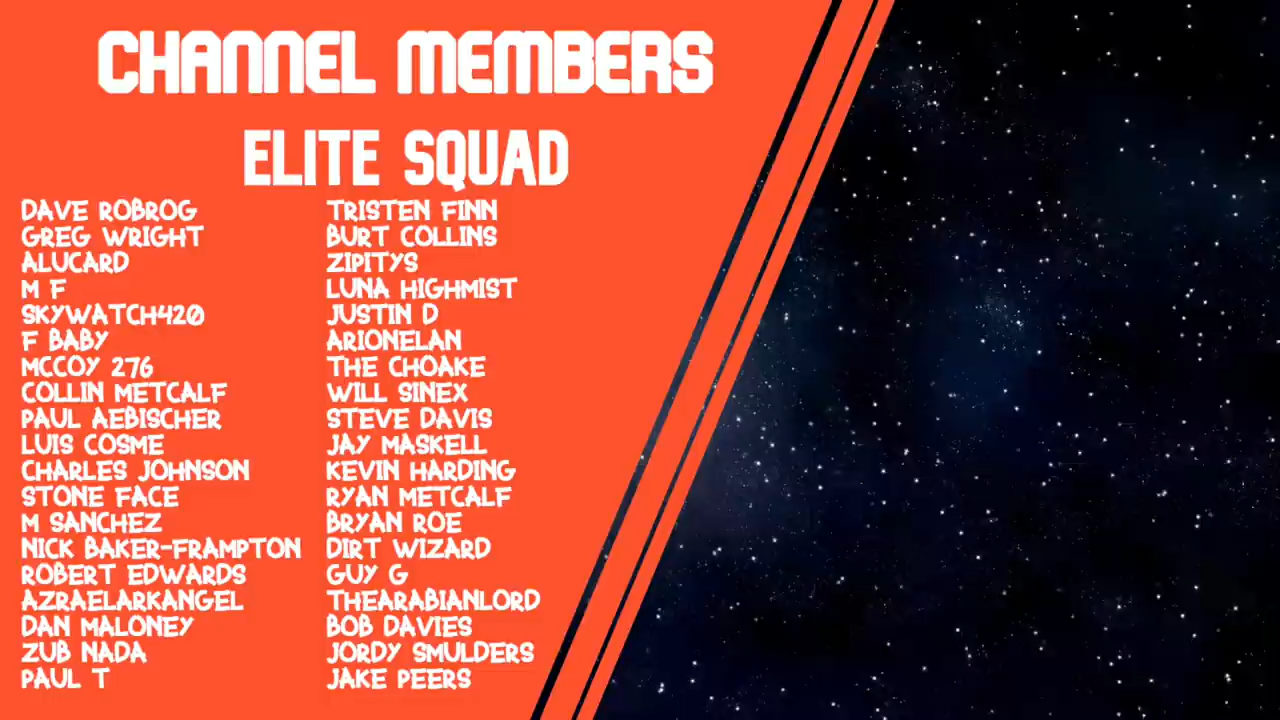 CHANNEL MEMBERS
ELITE SQUAD
DAVE ROBROG
GREG WRIGHT
ALUCARD
M F
SKYWATCH420
F BABY
MCCOY 276
COLLIN METCALF
PAUL AEBISCHER
LUIS COSME
CHARLES JOHNSON
STONE FACE
M SANCHEZ
NICK BAKER-FRAMPTON
ROBERT EDWARDS
AZRAELARKANGEL
DAN MALONEY
ZUB NADA
PAUL T
TRISTEN FINN
BURT COLLINS
ZIPITYS
LUNA HIGHMIST
JUSTIN D
ARIONELAN
THE CHOAKE
WILL SINEX
STEVE DAVIS
JAY MASKELL
KEVIN HARDING
RYAN METCALF
BRYAN ROE
DIRT WIZARD
GUY G
THEARABIANLORD
BOB DAVIES
JORDY SMULDERS
JAKE PEERS